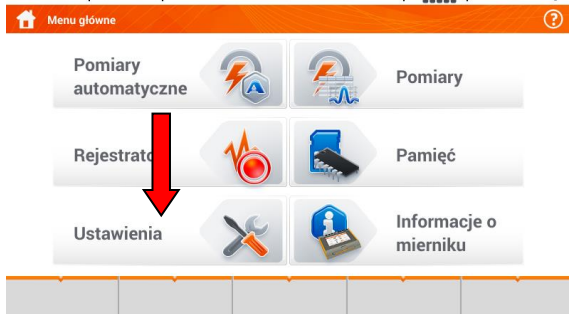 Menu główne
?
Pomiary
automatyczne
Pomiary
Rejestrato
Pamięć
Ustawienia
Informacje o
mierniku